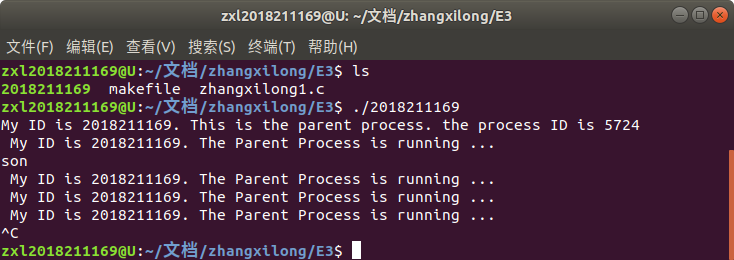 zxl2018211169@U: ~/文档/zhangxilong/E3
文件(F) 编辑(E) 查看(V) 搜索(S) 终端(T) 帮助(H)
zxl2018211169@U:~/文档/zhangxilong/E3$ ls
2018211169 makefile zhangxilong1.c
zxl2018211169@U:~/文档/zhangxilong/E3$ ./2018211169
My ID is 2018211169. This is the parent process. the process ID is 5724
My ID is 2018211169. The Parent Process is running ...
son
My ID is 2018211169. The Parent Process is running ...
My ID is 2018211169. The Parent Process is running ...
My ID is 2018211169. The Parent Process is running ...
^C
zxl2018211169@U:~/文档/zhangxilong/E3$